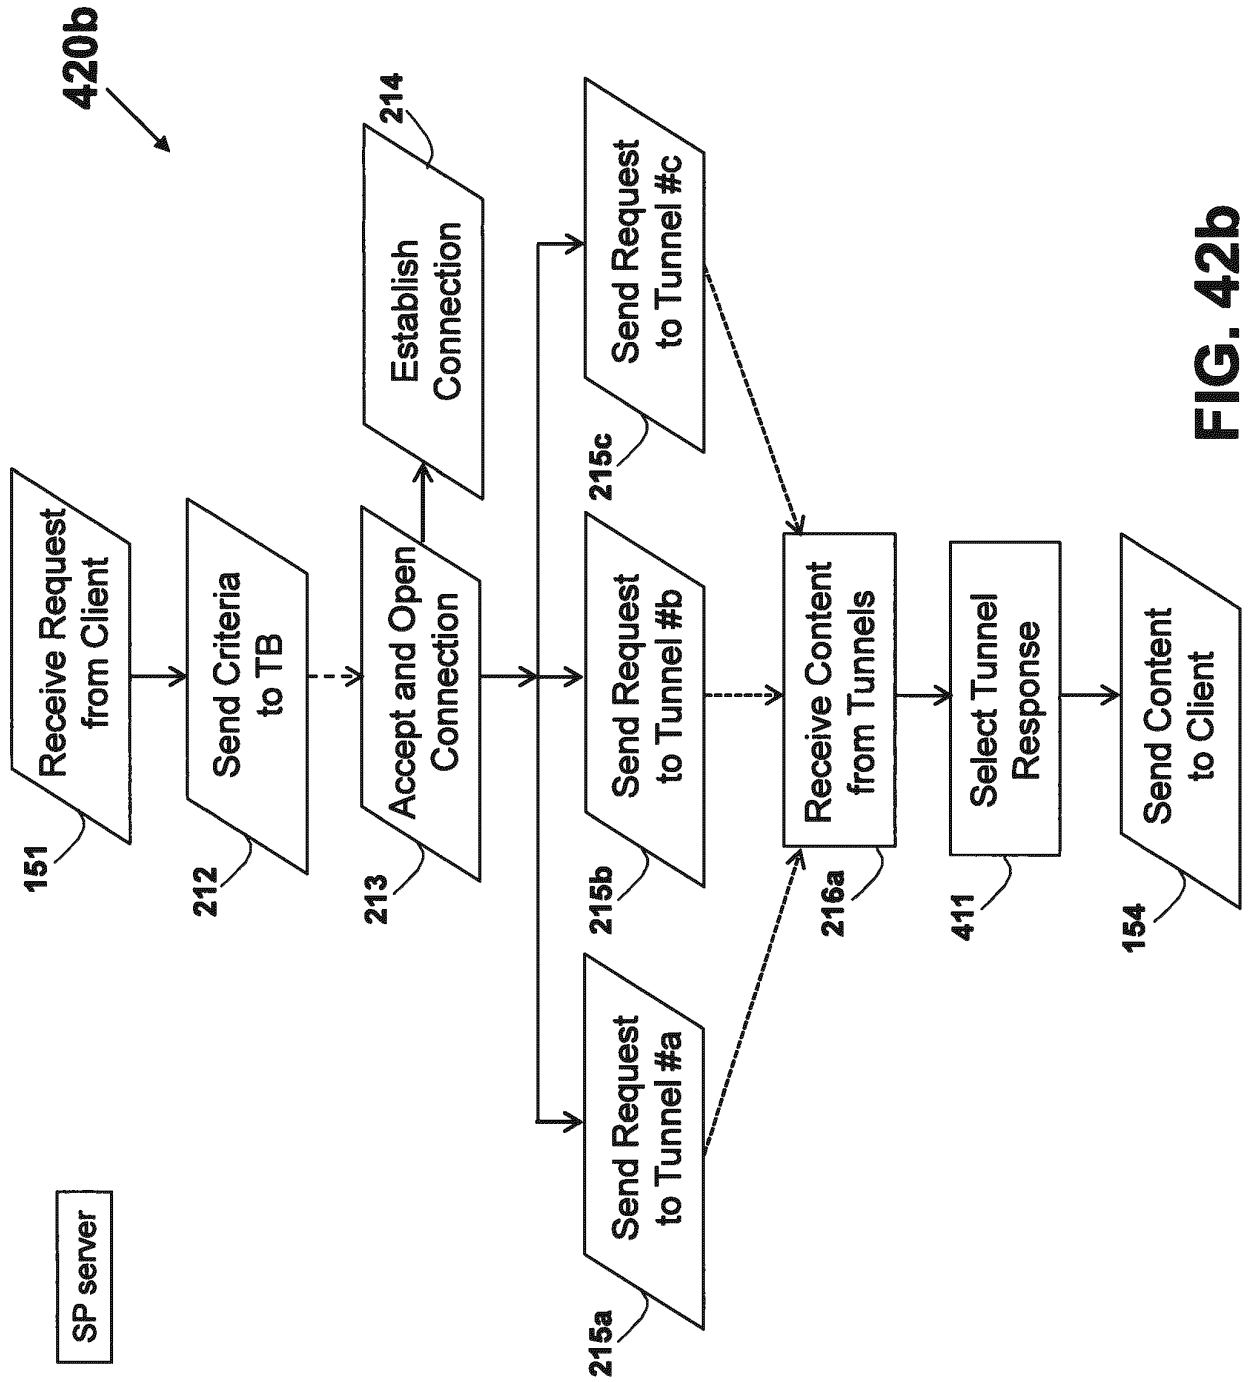 SP server
420b
Receive Request
from Client
151
Send Criteria
to TB
212
Accept and Open
Connection
213
Establish
Connection
214
Send Request
to Tunnel #a
215a
Send Request
to Tunnel #b
215b
Send Request
to Tunnel #c
215c
Receive Content
from Tunnels
216a
Select Tunnel
Response
411
Send Content
to Client
154
FIG. 42b